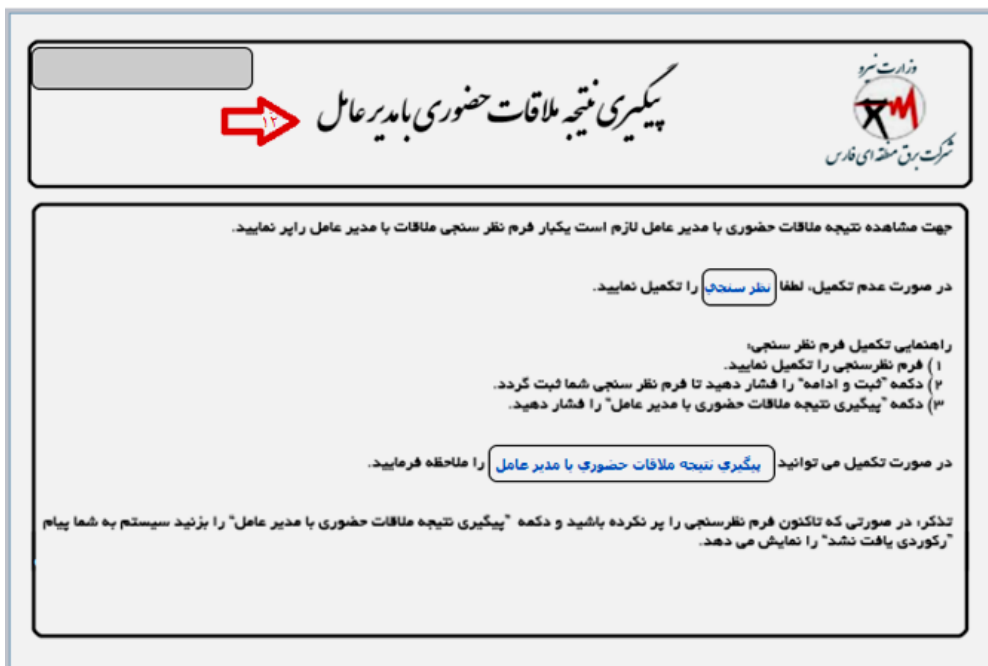 وزارت نیرو
شرکت برق منطقه ای فارس
پیگیری نتیجه ملاقات حضوری با مدیر عامل
۱۲
جهت مشاهده نتیجه ملاقات حضوری با مدیر عامل لازم است یکبار فرم نظر سنجی ملاقات با مدیر عامل راپر نمایید.
در صورت عدم تکمیل، لطفا نظر سنجي را تکمیل نمایید.
راهنمایی تکمیل فرم نظر سنجی:
۱) فرم نظرسنجی را تکمیل نمایید.
۲) دکمه "ثبت و ادامه" را فشار دهید تا فرم نظر سنجی شما ثبت گردد.
۳) دکمه "پیگیری نتیجه ملاقات حضوری با مدیر عامل" را فشار دهید.
در صورت تکمیل می توانید پيگيري نتيجه ملاقات حضوري با مدير عامل را ملاحظه فرمایید.
تذکر: در صورتی که تاکنون فرم نظرسنجی را پر نکرده باشید و دکمه "پیگیری نتیجه ملاقات حضوری با مدیر عامل" را بزنید سیستم به شما پیام
"رکوردی یافت نشد" را نمایش می دهد.